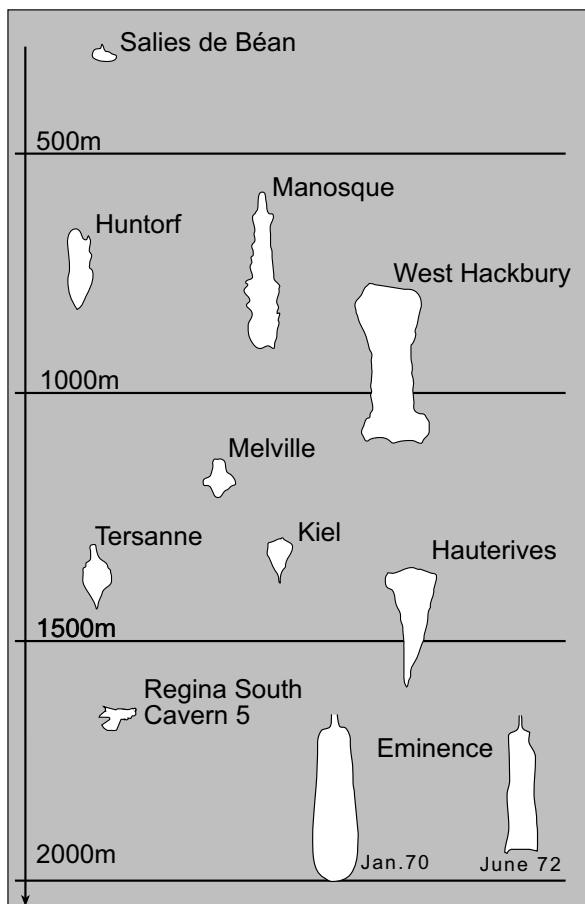 Salies de Béan
500m
Manosque
Huntorf
West Hackbury
1000m
Melville
Tersanne
Kiel
Hauterives
1500m
Regina South
Cavern 5
Eminence
2000m
Jan.70
June 72